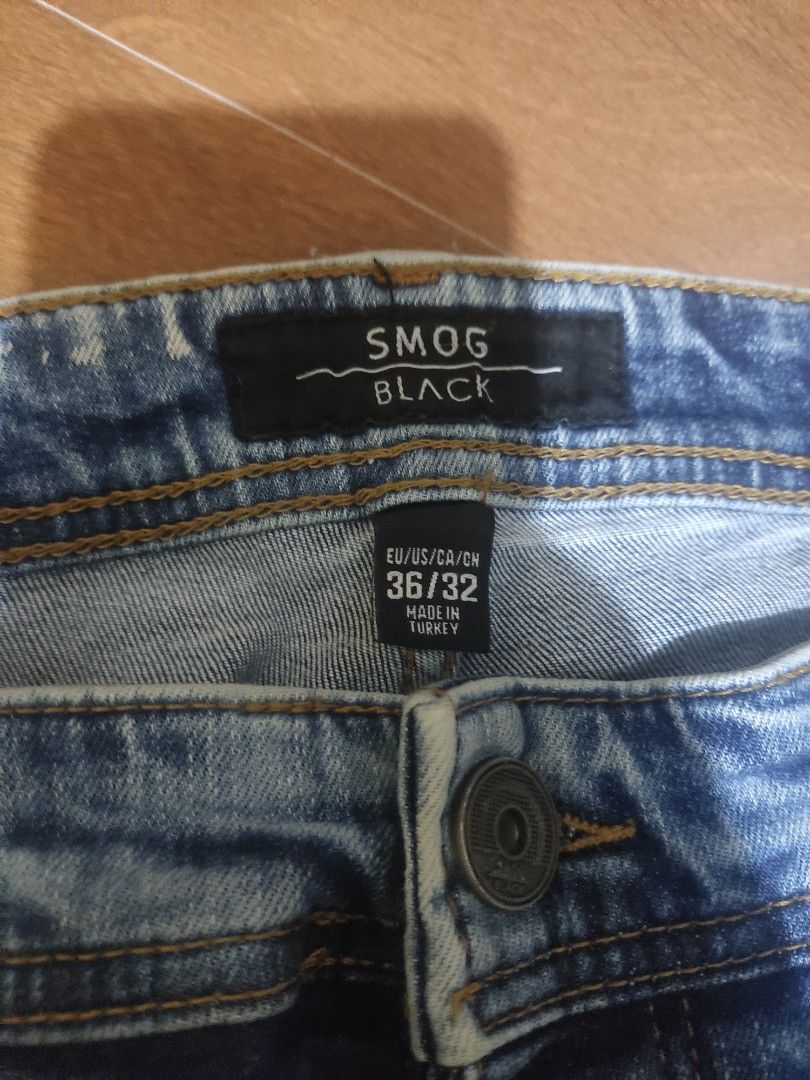 SMOG
BLACK
EU/US/CA/CN
36/32
MADE IN
TURKEY